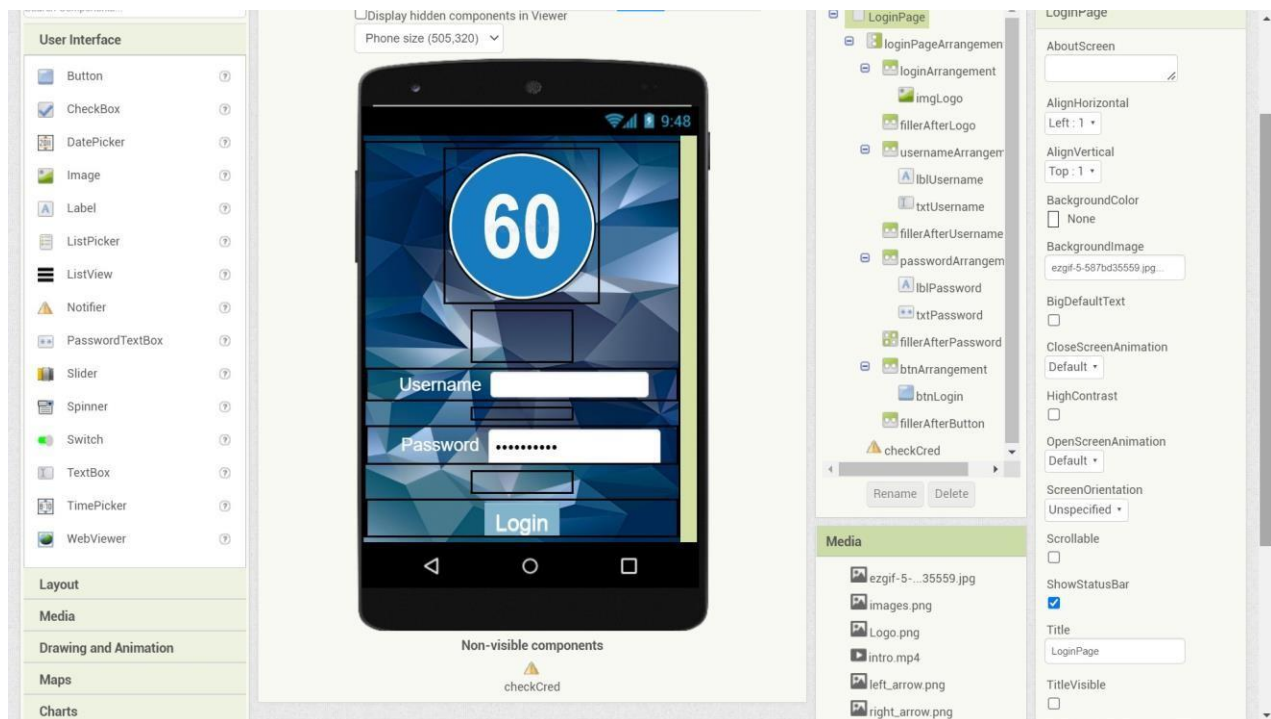 Display hidden components in Viewer
Phone size (505,320)
User Interface
Button
CheckBox
DatePicker
Image
Label
ListPicker
ListView
Notifier
PasswordTextBox
Slider
Spinner
Switch
TextBox
TimePicker
WebViewer
Layout
Media
Drawing and Animation
Maps
Charts
9:48
60
Username
Password
Login
Non-visible components
checkCred
LoginPage
loginPageArrangemen
loginArrangement
imgLogo
fillerAfterLogo
usernameArrangem
lblUsername
txtUsername
fillerAfterUsername
passwordArrangem
lblPassword
txtPassword
fillerAfterPassword
btnArrangement
btnLogin
fillerAfterButton
checkCred
Rename Delete
Media
ezgif-5-...35559.jpg
images.png
Logo.png
intro.mp4
left_arrow.png
right_arrow.png
LoginPage
AboutScreen
AlignHorizontal
Left : 1
AlignVertical
Top : 1
BackgroundColor
None
BackgroundImage
ezgif-5-587bd35559.jpg...
BigDefaultText
CloseScreenAnimation
Default
HighContrast
OpenScreenAnimation
Default
ScreenOrientation
Unspecified
Scrollable
ShowStatusBar
Title
LoginPage
TitleVisible